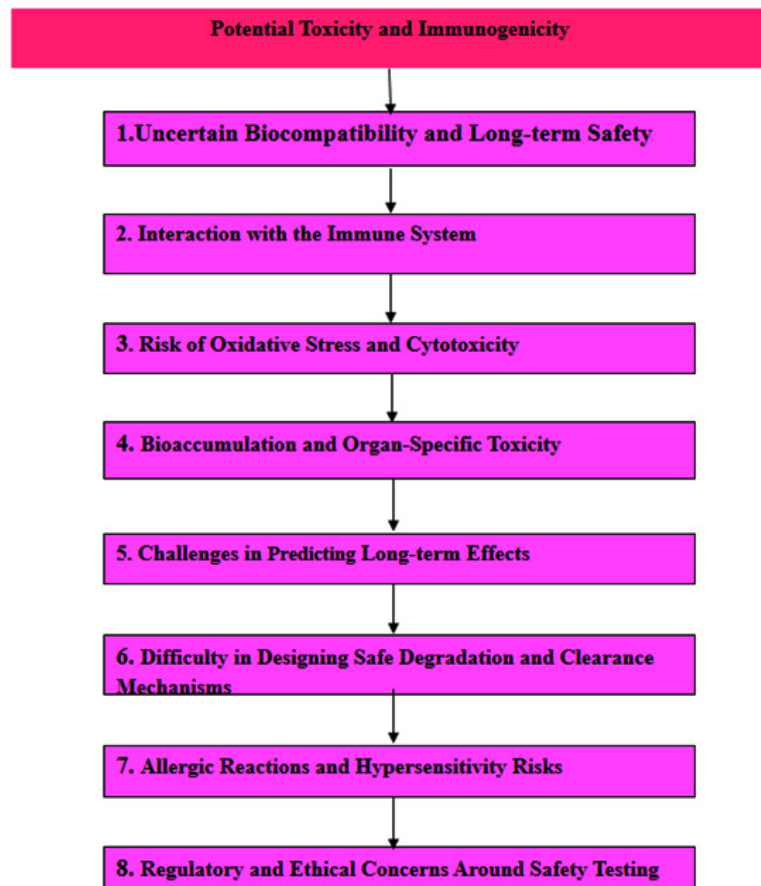 Potential Toxicity and Immunogenicity
1.Uncertain Biocompatibility and Long-term Safety
2. Interaction with the Immune System
3. Risk of Oxidative Stress and Cytotoxicity
4. Bioaccumulation and Organ-Specific Toxicity
5. Challenges in Predicting Long-term Effects
6. Difficulty in Designing Safe Degradation and Clearance
Mechanisms
7. Allergic Reactions and Hypersensitivity Risks
8. Regulatory and Ethical Concerns Around Safety Testing